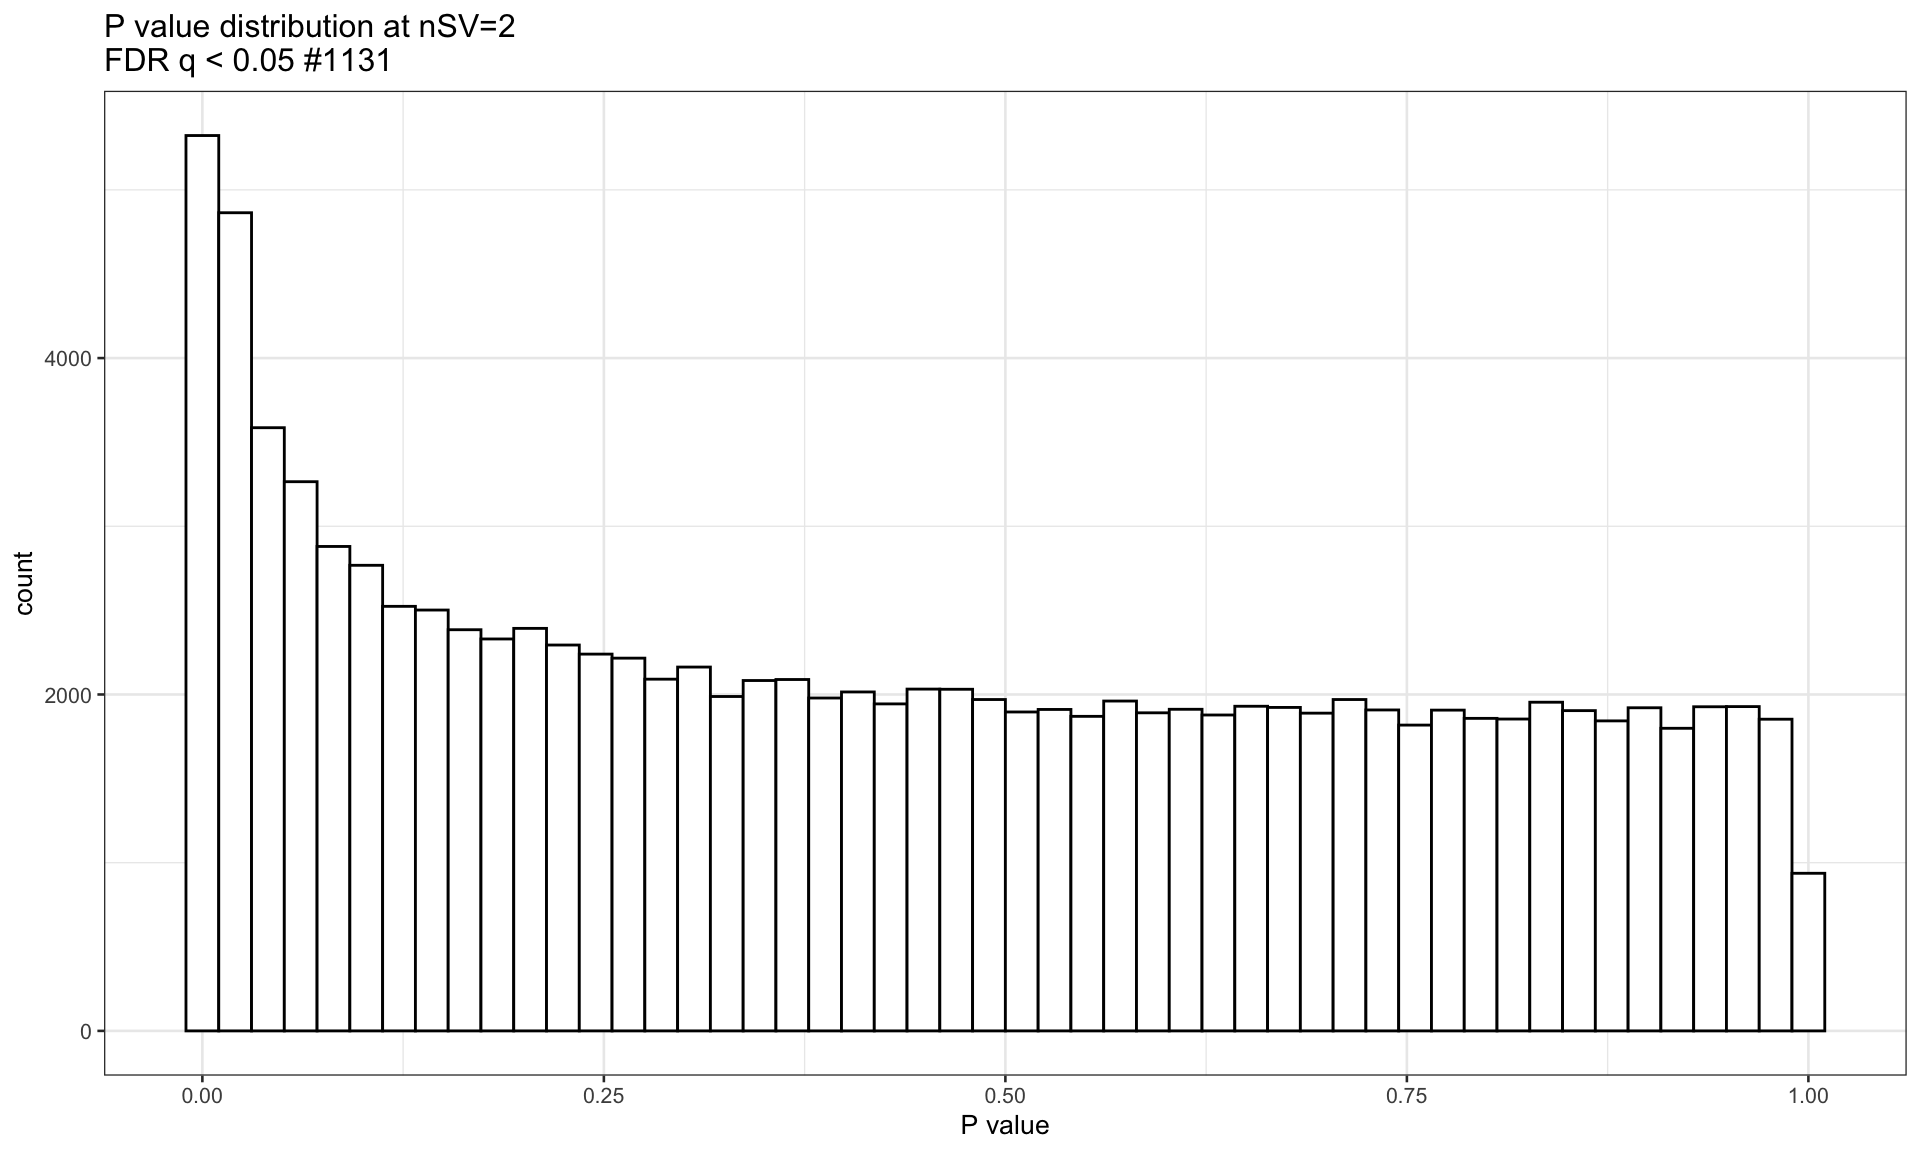 P value distribution at nSV=2
FDR q < 0.05 #1131
count
4000
2000
0
0.00 0.25 0.50 0.75 1.00
P value